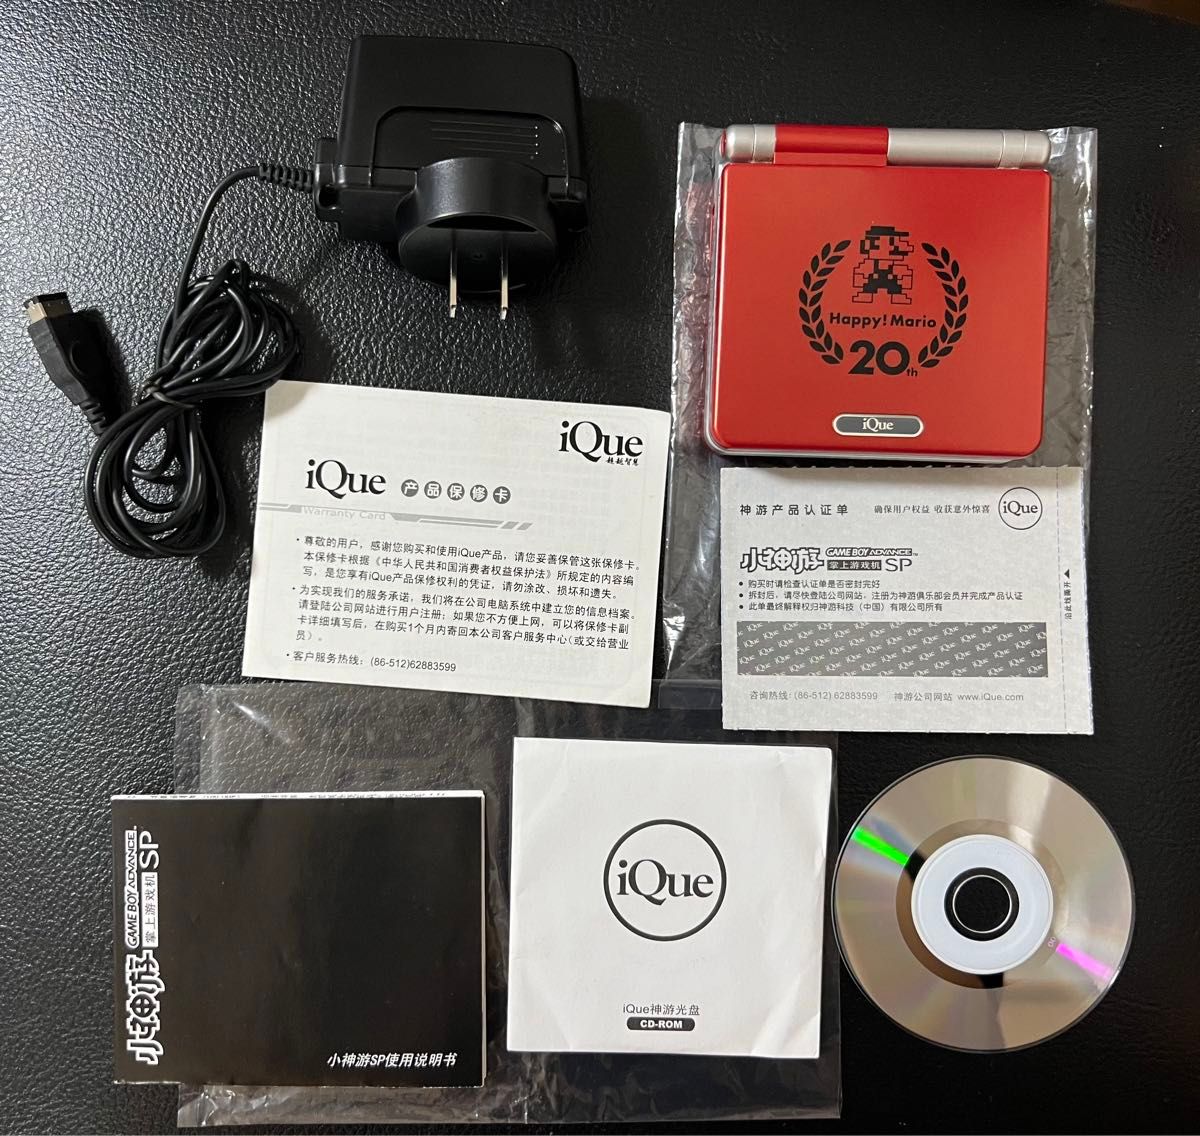 Happy! Mario
20th
iQue
iQue
超越智慧
iQue 产品保修卡
Warranty Card
・尊敬的用户，感谢您购买和使用iQue产品，请您妥善保管这张保修卡。
本保修卡根据《中华人民共和国消费者权益保护法》所规定的内容编
写，是您享有iQue产品保修权利的凭证，请勿涂改、损坏和遗失。
・为实现我们的服务承诺，我们将在公司电脑系统中建立您的信息档案。
请登陆公司网站进行用户注册；如果您不方便上网，可以将保修卡副
卡详细填写后，在购买1个月内寄回本公司客户服务中心（或交给营业
员）。
・客户服务热线：(86-512)62883599
神游产品认证单 确保用户权益 收获意外惊喜 iQue
小神游 GAME BOY ADVANCE™
掌上游戏机 SP
● 购买时请检查认证单是否密封完好
● 拆封后，请尽快登陆公司网站，注册为神游俱乐部会员并完成产品认证
● 此单最终解释权归神游科技（中国）有限公司所有
沿此线撕开
咨询热线：(86-512) 62883599 神游公司网站 www.iQue.com
小神游 GAME BOY ADVANCE™
掌上游戏机 SP
小神游SP使用说明书
iQue
iQue神游光盘
CD-ROM